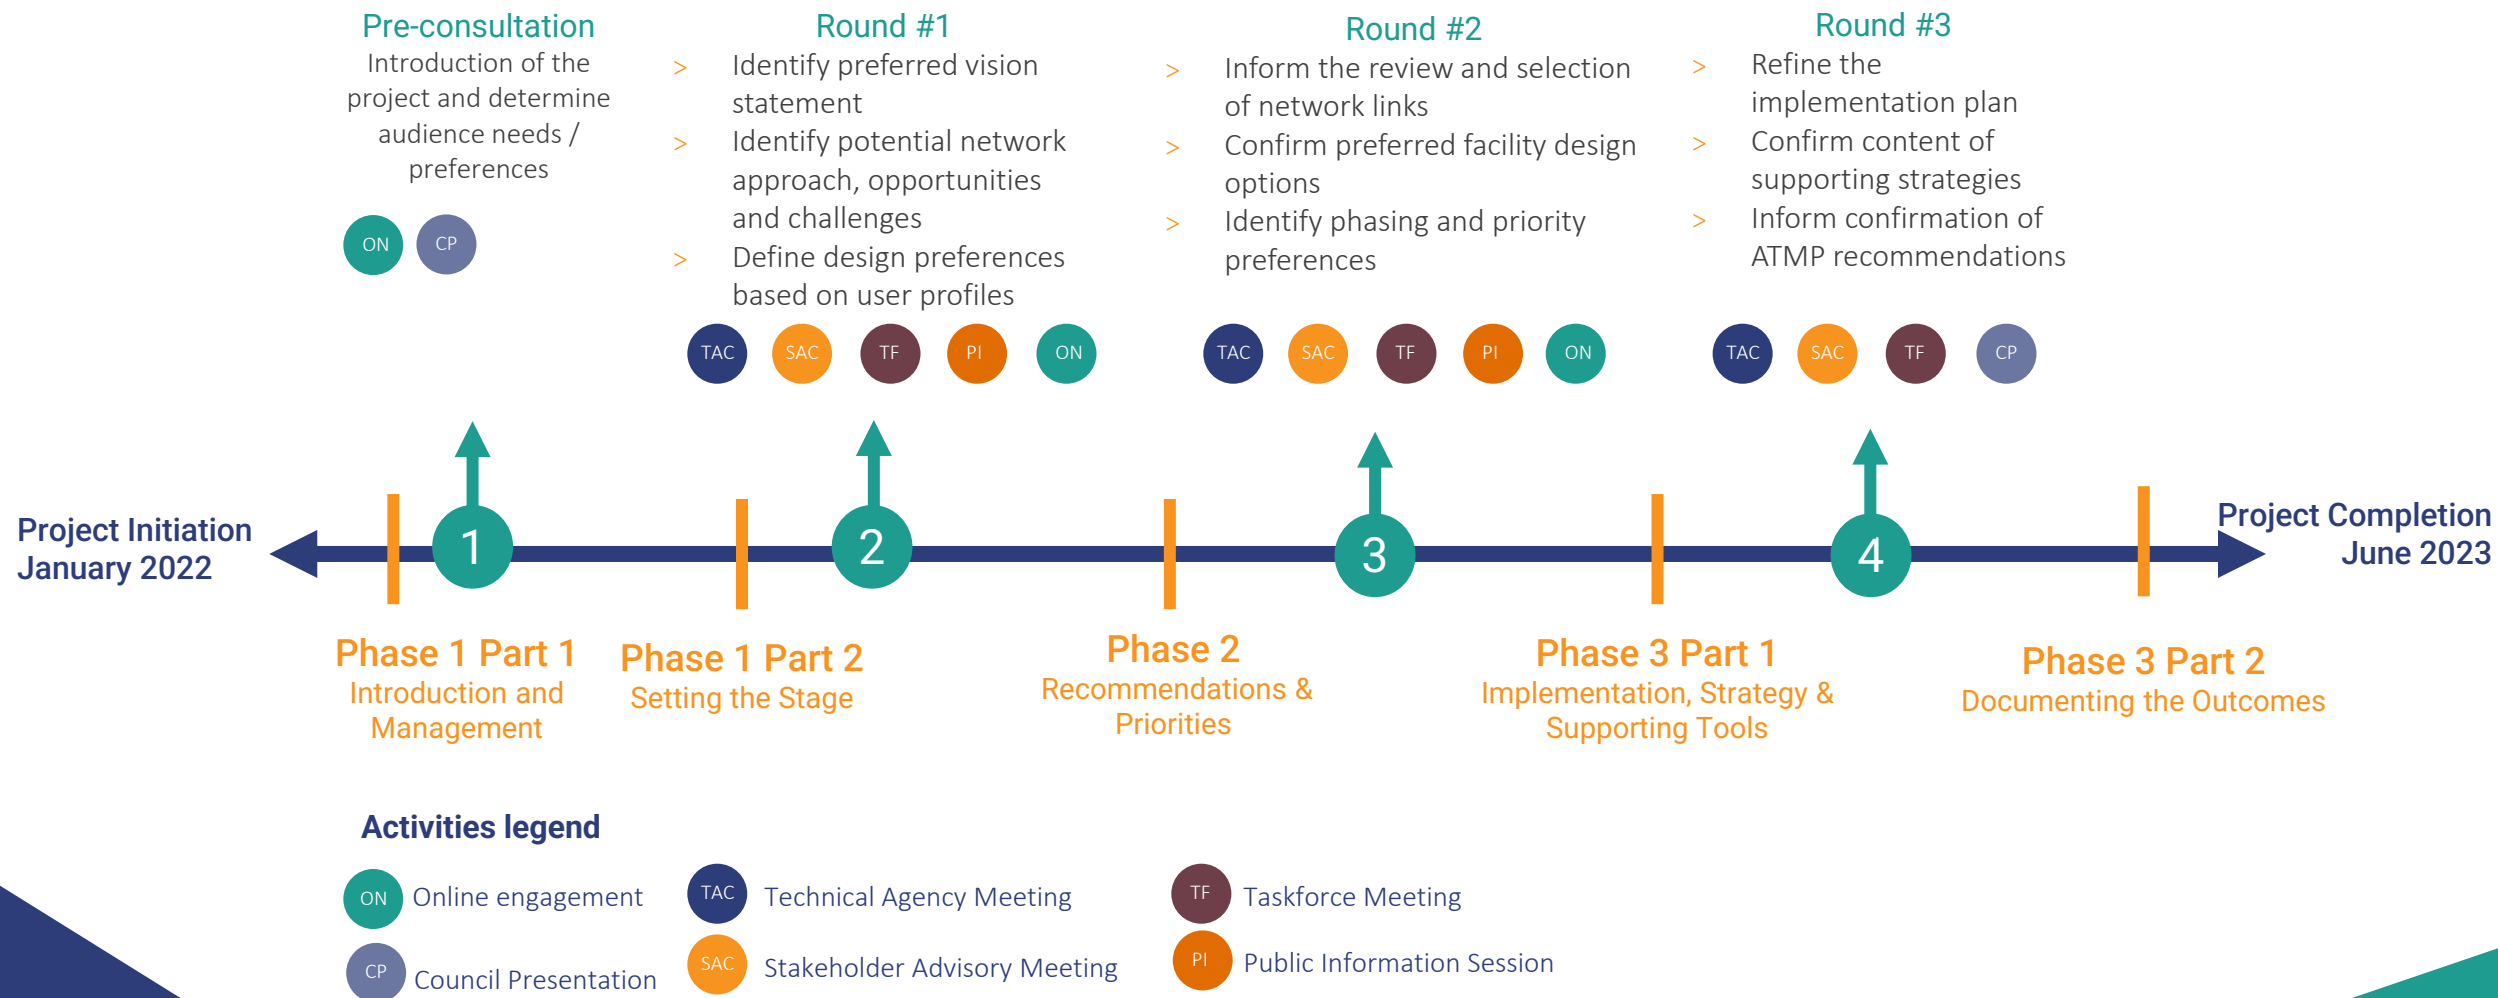 Pre-consultation
Introduction of the
project and determine
audience needs /
preferences
ON
CP
Round #1
> Identify preferred vision
statement
> Identify potential network
approach, opportunities
and challenges
> Define design preferences
based on user profiles
TAC
SAC
TF
PI
ON
Round #2
> Inform the review and selection
of network links
> Confirm preferred facility design
options
> Identify phasing and priority
preferences
TAC
SAC
TF
PI
ON
Round #3
> Refine the
implementation plan
> Confirm content of
supporting strategies
> Inform confirmation of
ATMP recommendations
TAC
SAC
TF
CP
Project Initiation
January 2022
1
2
3
4
Project Completion
June 2023
Phase 1 Part 1
Introduction and
Management
Phase 1 Part 2
Setting the Stage
Phase 2
Recommendations &
Priorities
Phase 3 Part 1
Implementation, Strategy &
Supporting Tools
Phase 3 Part 2
Documenting the Outcomes
Activities legend
ON Online engagement
TAC Technical Agency Meeting
TF Taskforce Meeting
CP Council Presentation
SAC Stakeholder Advisory Meeting
PI Public Information Session